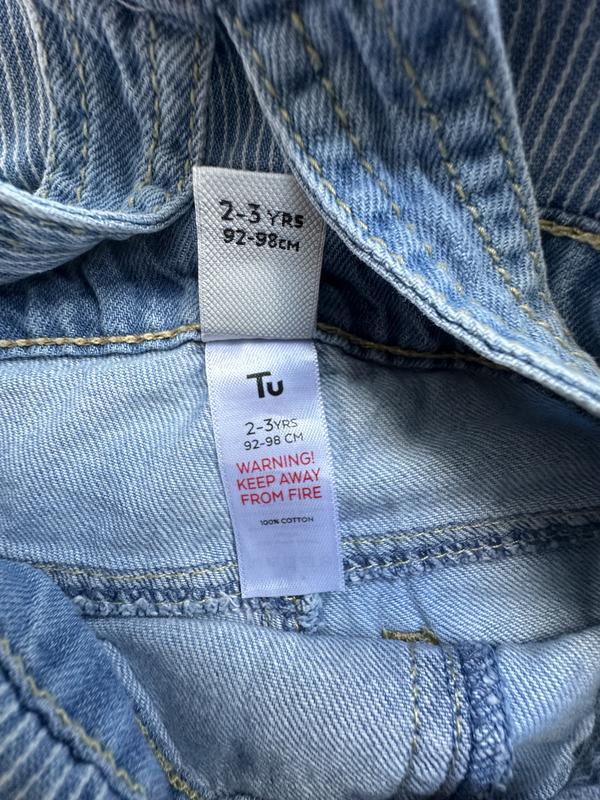 2-3 YRS
92-98CM
Tu
2-3YRS
92-98 CM
WARNING!
KEEP AWAY
FROM FIRE
100% COTTON